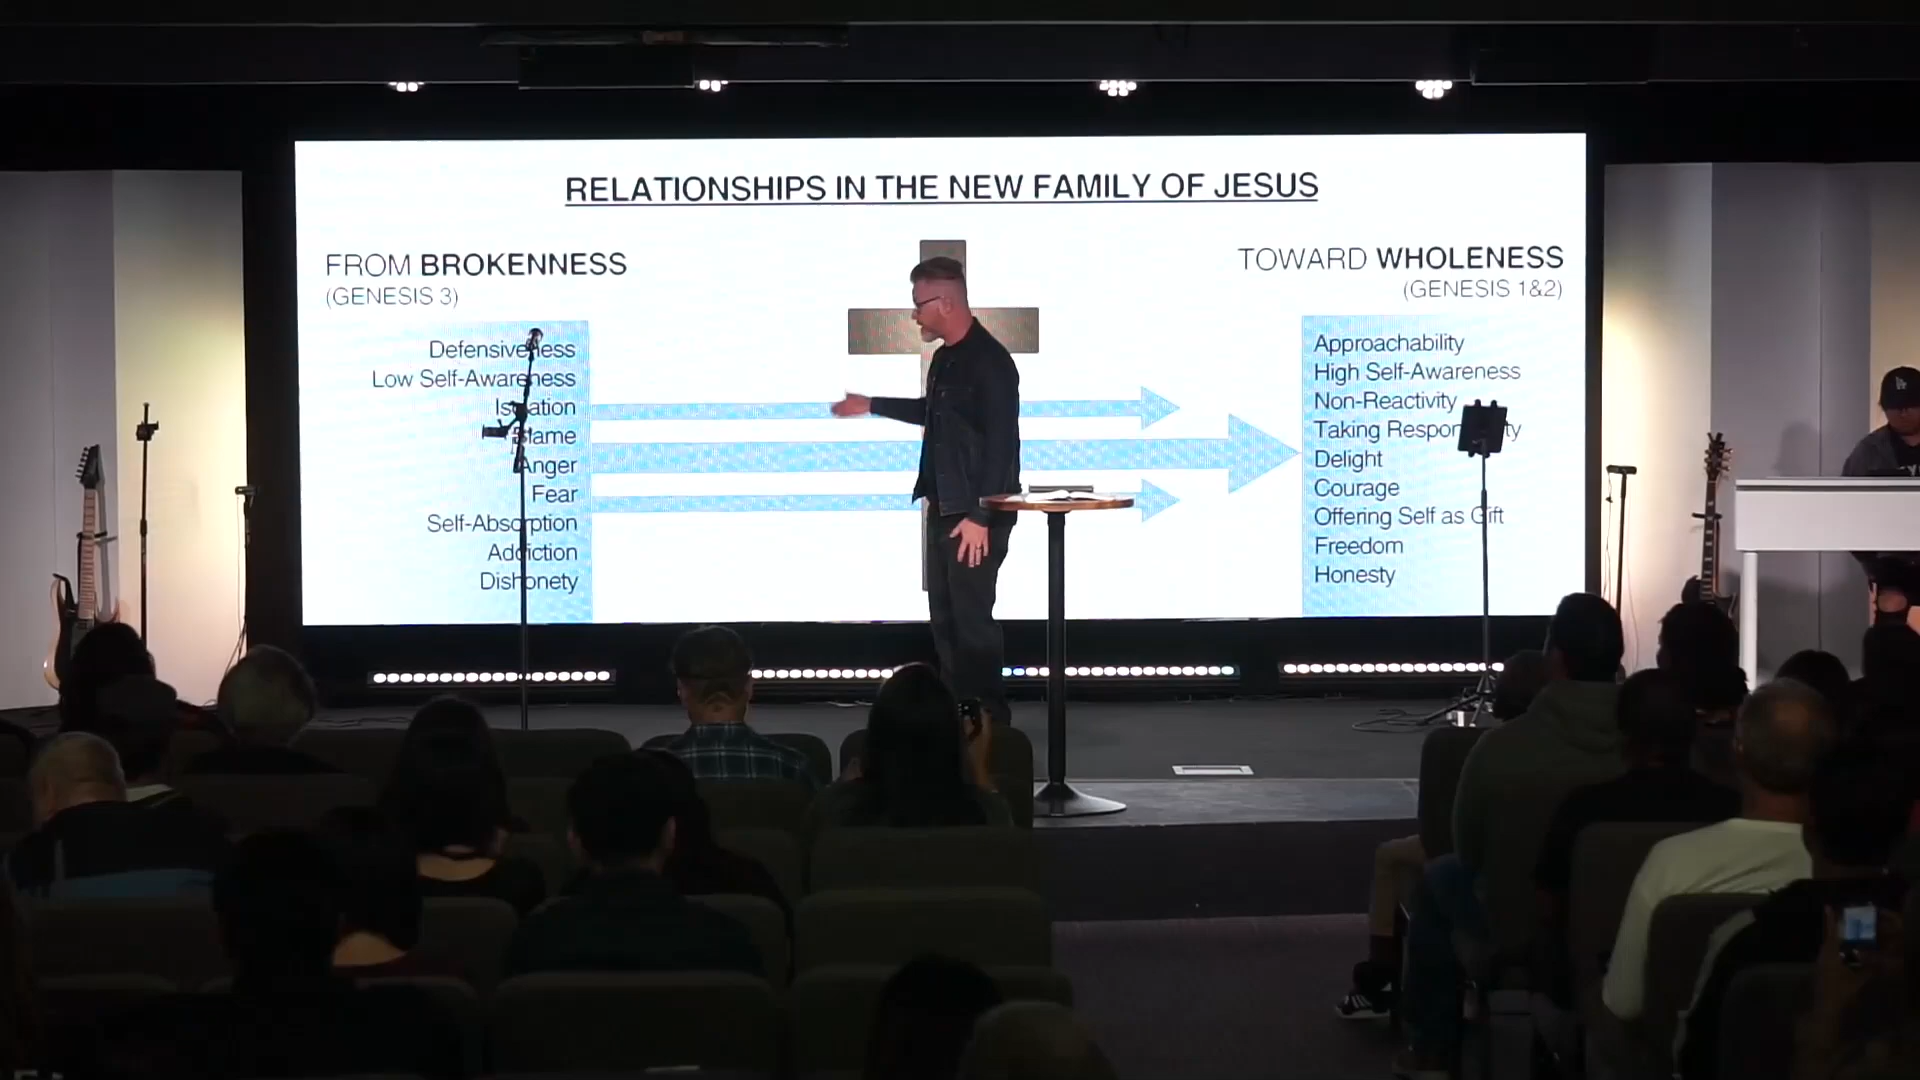 RELATIONSHIPS IN THE NEW FAMILY OF JESUS
FROM BROKENNESS
(GENESIS 3)
Defensiveness
Low Self-Awareness
Isolation
Blame
Anger
Fear
Self-Absorption
Addiction
Dishonety
TOWARD WHOLENESS
(GENESIS 1&2)
Approachability
High Self-Awareness
Non-Reactivity
Taking Responsibility
Delight
Courage
Offering Self as Gift
Freedom
Honesty